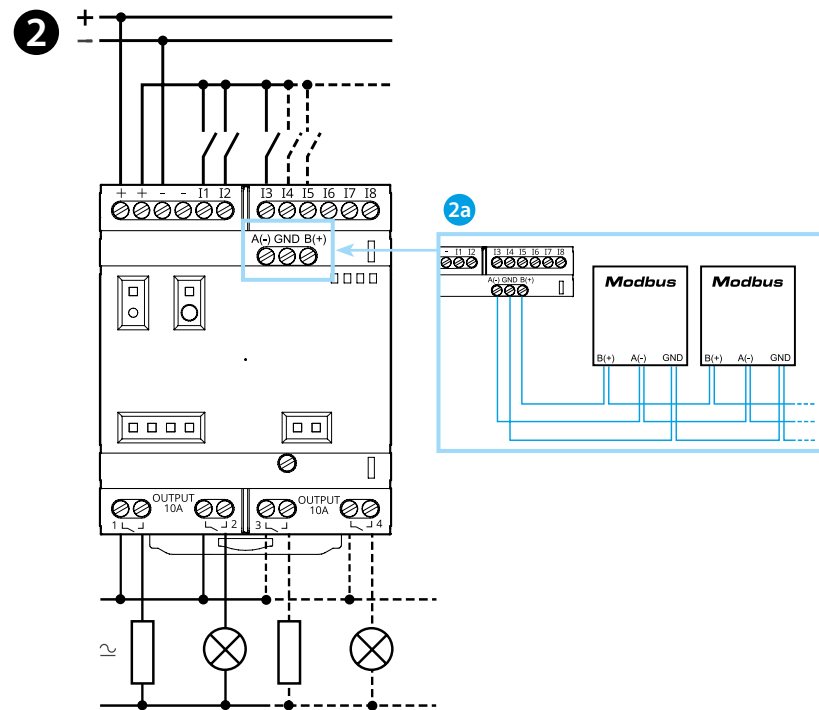 2
+
−
+ + - - I1 I2 I3 I4 I5 I6 I7 I8
A(-) GND B(+)
2a
- I1 I2 I3 I4 I5 I6 I7 I8
A(-) GND B(+)
Modbus Modbus
B(+) A(-) GND B(+) A(-) GND
OUTPUT
10A
OUTPUT
10A
1 2 3 4
≃